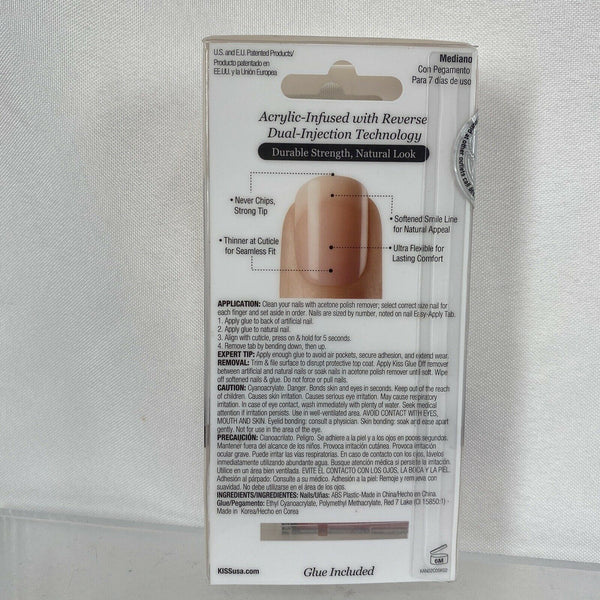 U.S. and E.U. Patented Products/
Producto patentado en
EE.UU. y la Unión Europea
Mediano
Con Pegamento
Para 7 días de uso
Acrylic-Infused with Reverse
Dual-Injection Technology
Durable Strength, Natural Look
• Never Chips,
Strong Tip
• Softened Smile Line
for Natural Appeal
• Thinner at Cuticle
for Seamless Fit
• Ultra Flexible for
Lasting Comfort
APPLICATION: Clean your nails with acetone polish remover; select correct size nail for
each finger and set aside in order. Nails are sized by number, noted on nail Easy-Apply Tab.
1. Apply glue to back of artificial nail.
2. Apply glue to natural nail.
3. Align with cuticle, press on & hold for 5 seconds.
4. Remove tab by bending down, then up.
EXPERT TIP: Apply enough glue to avoid air pockets, secure adhesion, and extend wear.
REMOVAL: Trim & file surface to disrupt protective top coat. Apply Kiss Glue Off remover
between artificial and natural nails or soak nails in acetone polish remover until soft. Wipe
off softened nails & glue. Do not force or pull nails.
CAUTION: Cyanoacrylate. Danger. Bonds skin and eyes in seconds. Keep out of the reach
of children. Causes skin irritation. Causes serious eye irritation. May cause respiratory
irritation. In case of eye contact, wash immediately with plenty of water. Seek medical
attention if irritation persists. Use in well-ventilated area. AVOID CONTACT WITH EYES,
MOUTH AND SKIN. Eyelid bonding: consult a physician. Skin bonding: soak and ease apart
gently. Not for use in the area of the eyes.
PRECAUCIÓN: Cianoacrilato. Peligro. Se adhiere a la piel y a los ojos en pocos segundos.
Mantener fuera del alcance de los niños. Provoca irritación cutánea. Provoca irritación
ocular grave. Puede irritar las vías respiratorias. En caso de contacto con los ojos, lávelos
inmediatamente utilizando abundante agua. Busque atención médica si persiste la irritación.
Utilice en un área bien ventilada. EVITE EL CONTACTO CON LOS OJOS, LA BOCA Y LA PIEL.
Adhesión al párpado: Consulte a su médico. Adhesión a la piel: Remoje y remueva con
suavidad. No debe utilizarse en el área de los ojos.
INGREDIENTS/INGREDIENTES: Nails/Uñas: ABS Plastic-Made in China/Hecho en China.
Glue/Pegamento: Ethyl Cyanoacrylate, Polymethyl Methacrylate, Red 7 Lake (CI 15850:1) -
Made in Korea/Hecho en Corea
6M
KISSusa.com
Glue Included